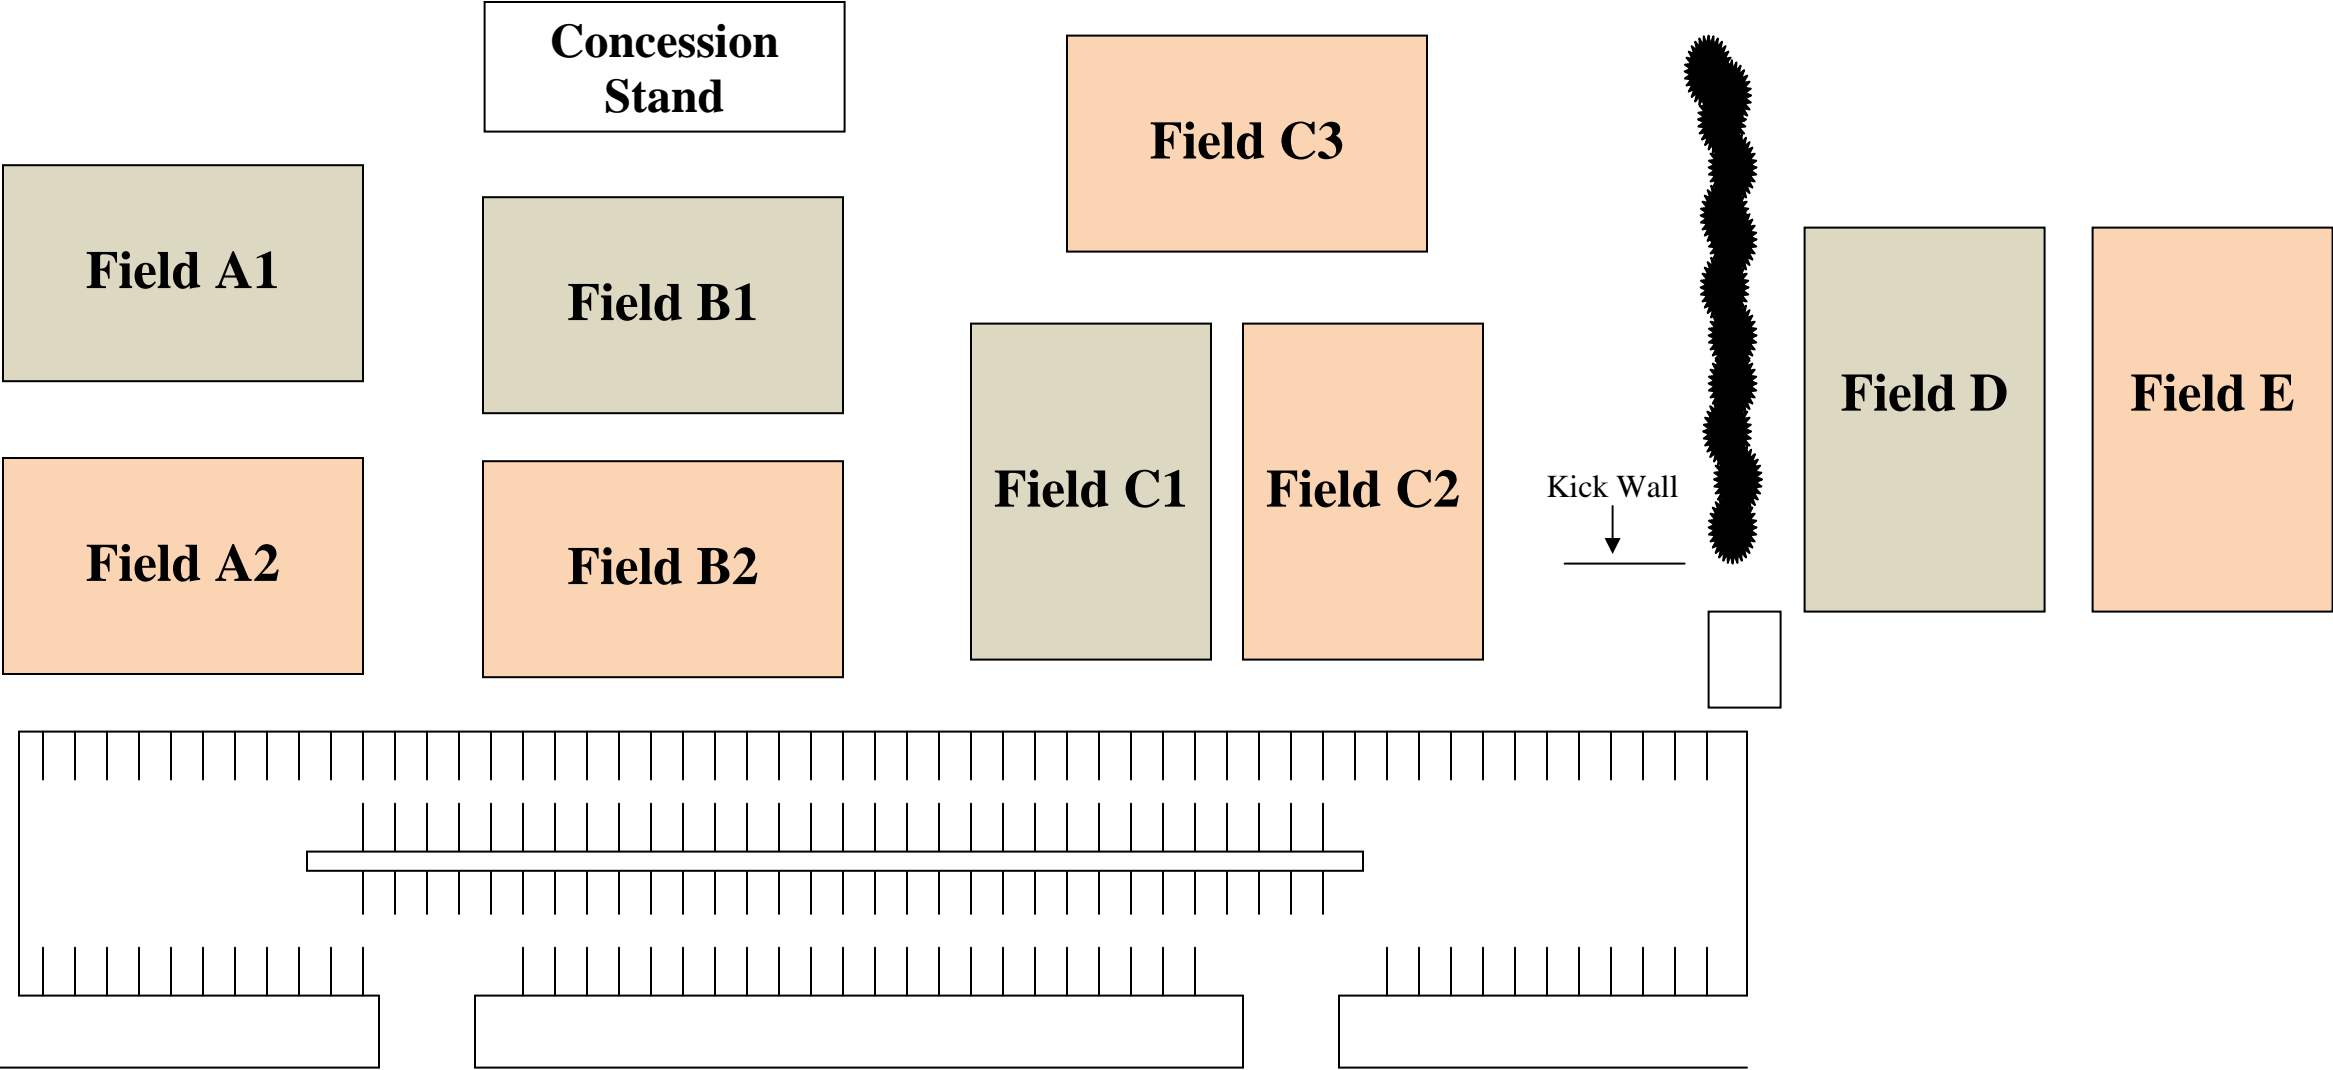 Concession
Stand
Field C3
Field A1
Field B1
Field D
Field E
Field C1
Field C2
Kick Wall
Field A2
Field B2